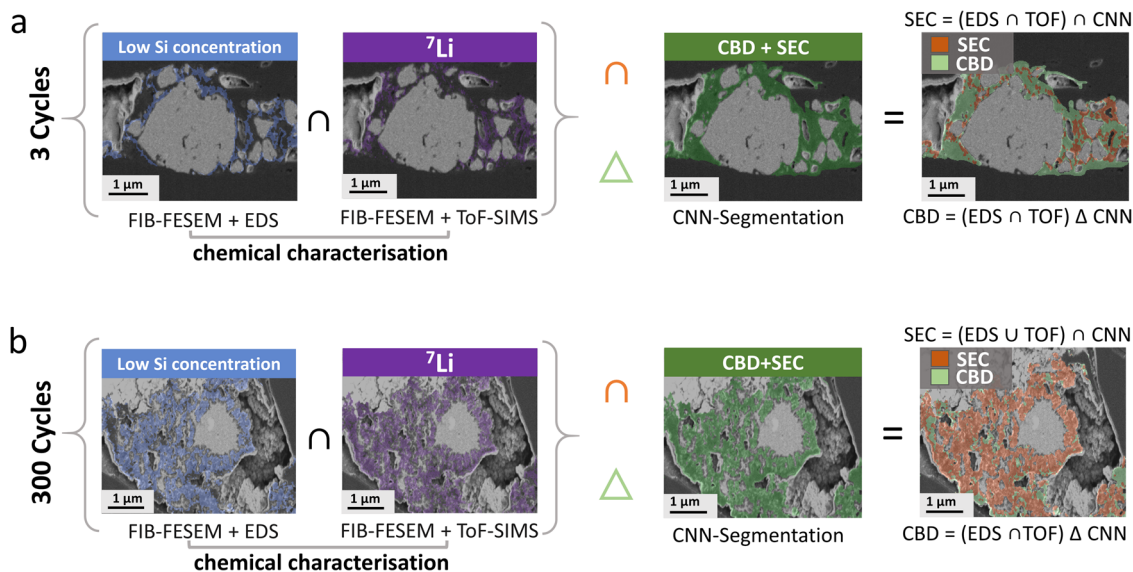 a
3 Cycles
Low Si concentration
1 µm
FIB-FESEM + EDS
∩
⁷Li
1 µm
FIB-FESEM + ToF-SIMS
chemical characterisation
∩
△
CBD + SEC
1 µm
CNN-Segmentation
=
SEC = (EDS ∩ TOF) ∩ CNN
SEC
CBD
1 µm
CBD = (EDS ∩ TOF) Δ CNN
b
300 Cycles
Low Si concentration
1 µm
FIB-FESEM + EDS
∩
⁷Li
1 µm
FIB-FESEM + ToF-SIMS
chemical characterisation
∩
△
CBD+SEC
1 µm
CNN-Segmentation
=
SEC = (EDS ∪ TOF) ∩ CNN
SEC
CBD
1 µm
CBD = (EDS ∩TOF) Δ CNN